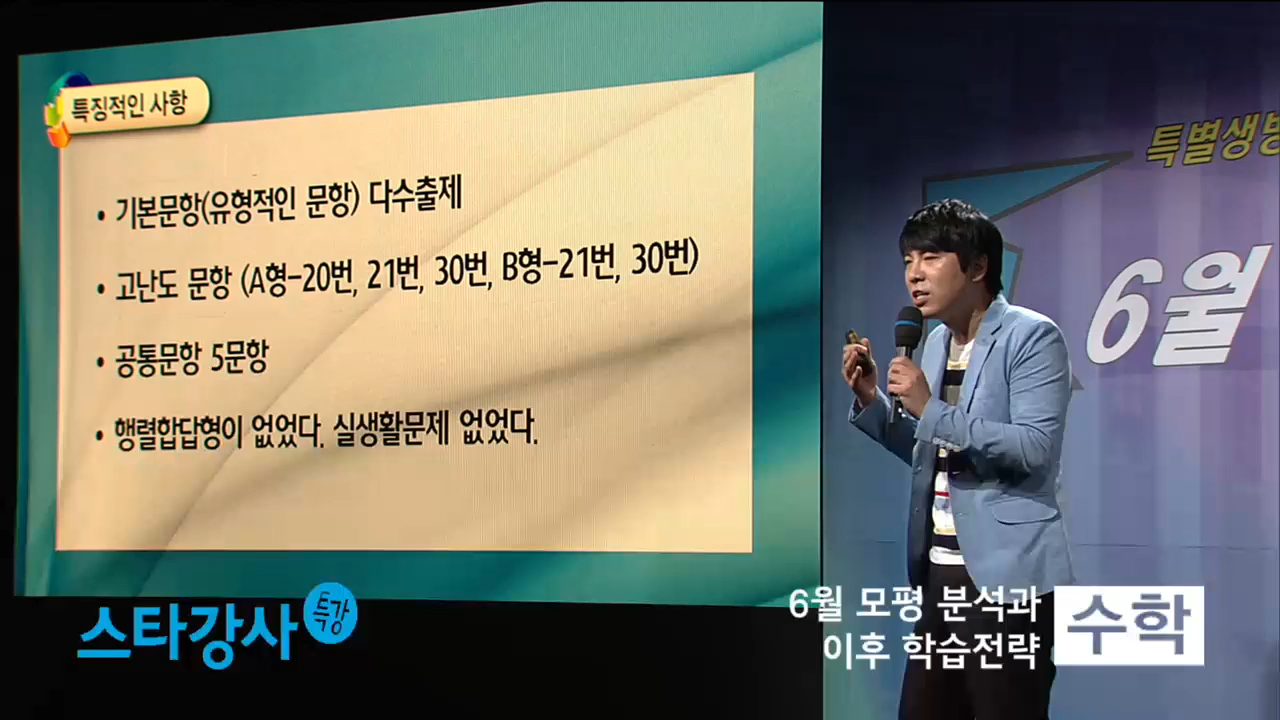 특징적인 사항
• 기본문항(유형적인 문항) 다수출제
• 고난도 문항 (A형-20번, 21번, 30번, B형-21번, 30번)
• 공통문항 5문항
• 행렬합답형이 없었다. 실생활문제 없었다.
특별생방
6월
스타강사 특강
6월 모평 분석과
이후 학습전략
수학